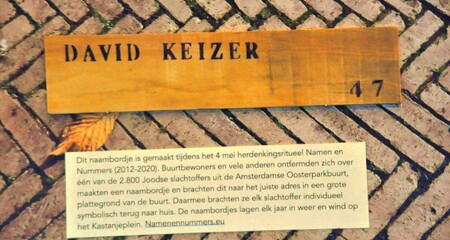 DAVID KEIZER
47
Dit naambordje is gemaakt tijdens het 4 mei herdenkingsritueel Namen en
Nummers (2012-2020). Buurtbewoners en vele anderen ontfermden zich over
één van de 2.800 Joodse slachtoffers uit de Amsterdamse Oosterparkbuurt,
maakten een naambordje en brachten dit naar het juiste adres in een grote
plattegrond van de buurt. Daarmee brachten ze elk slachtoffer individueel
symbolisch terug naar huis. De naambordjes lagen elk jaar in weer en wind op
het Kastanjeplein. Namenennummers.eu